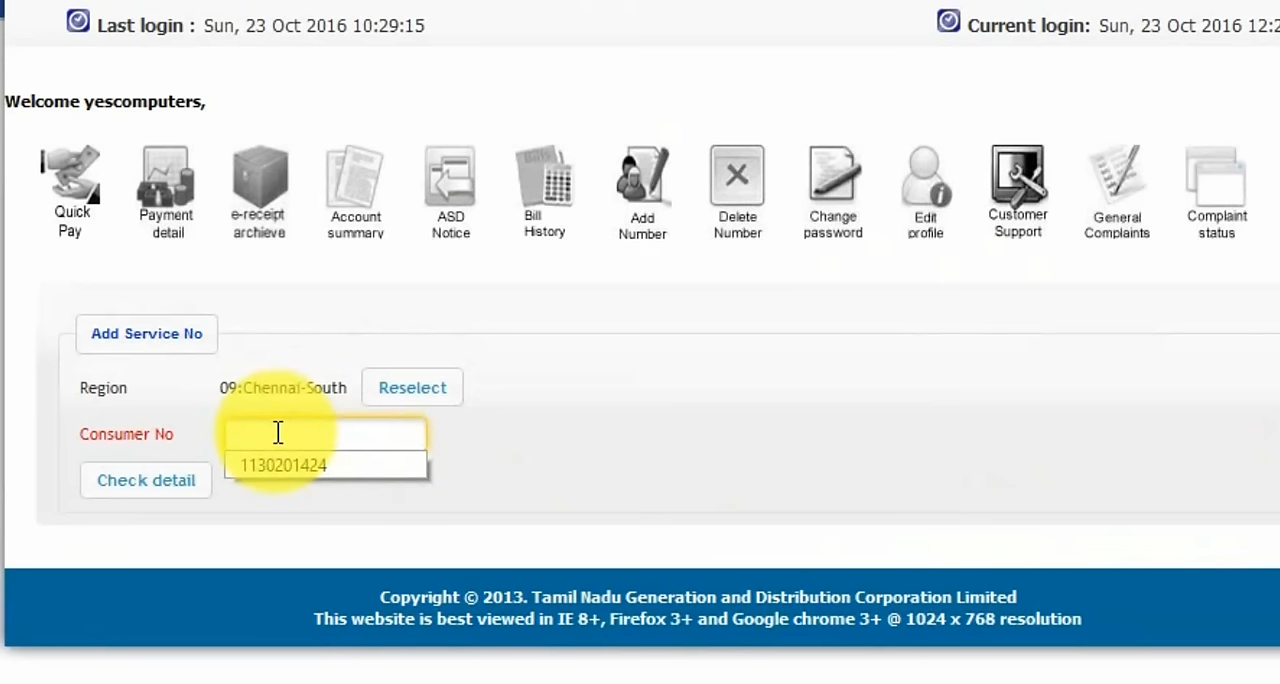 Last login : Sun, 23 Oct 2016 10:29:15
Current login: Sun, 23 Oct 2016 12:2
Welcome yescomputers,
Quick Pay
Payment detail
e-receipt archieve
Account summary
ASD Notice
Bill History
Add Number
Delete Number
Change password
Edit profile
Customer Support
General Complaints
Complaint status
Add Service No
Region 09:Chennai-South Reselect
Consumer No
1130201424
Check detail
Copyright © 2013. Tamil Nadu Generation and Distribution Corporation Limited
This website is best viewed in IE 8+, Firefox 3+ and Google chrome 3+ @ 1024 x 768 resolution